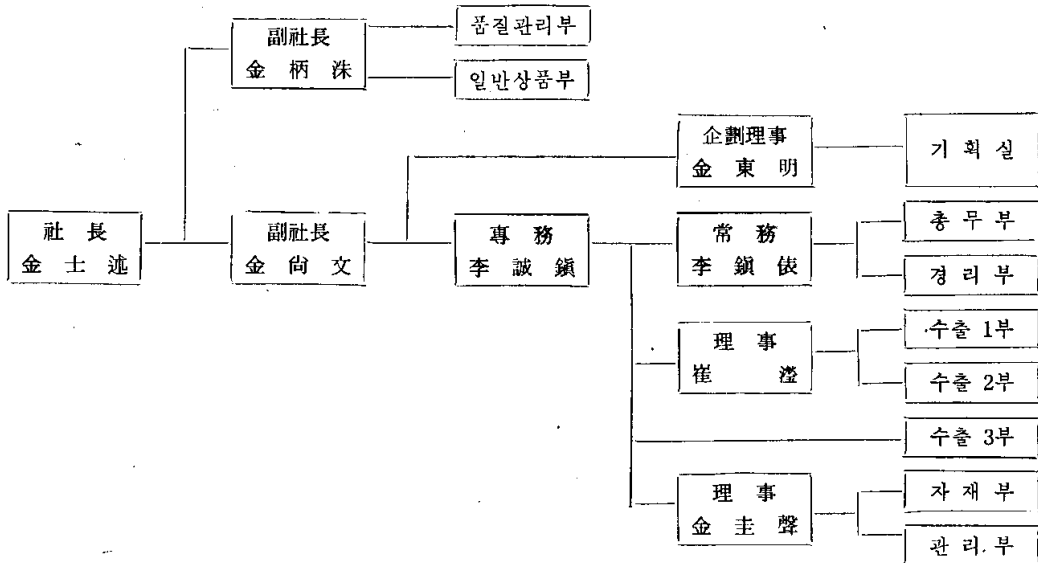 副社長
金柄洙
품질관리부
일반상품부
企劃理事
金東明
기획실
社長
金士述
副社長
金尙文
專務
李誠鎭
常務
李鎭俵
총무부
경리부
理事
崔瀅
수출 1부
수출 2부
수출 3부
理事
金圭聲
자재부
관리부